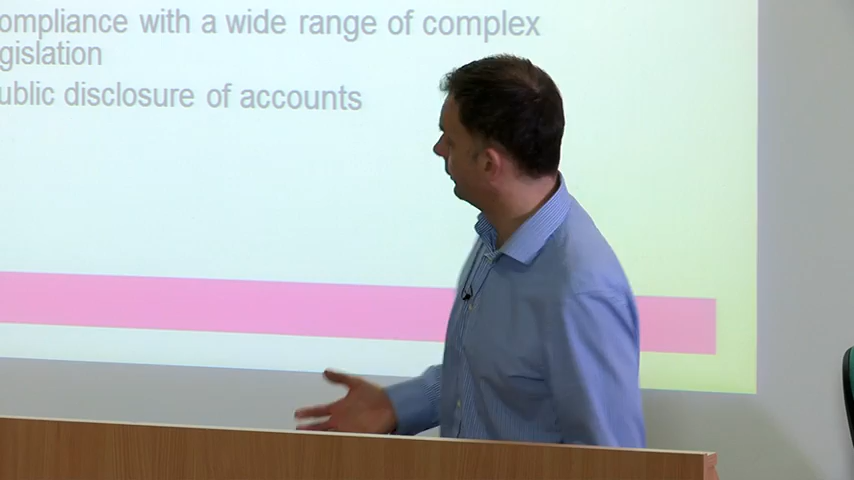 ompliance with a wide range of complex
gislation
ublic disclosure of accounts